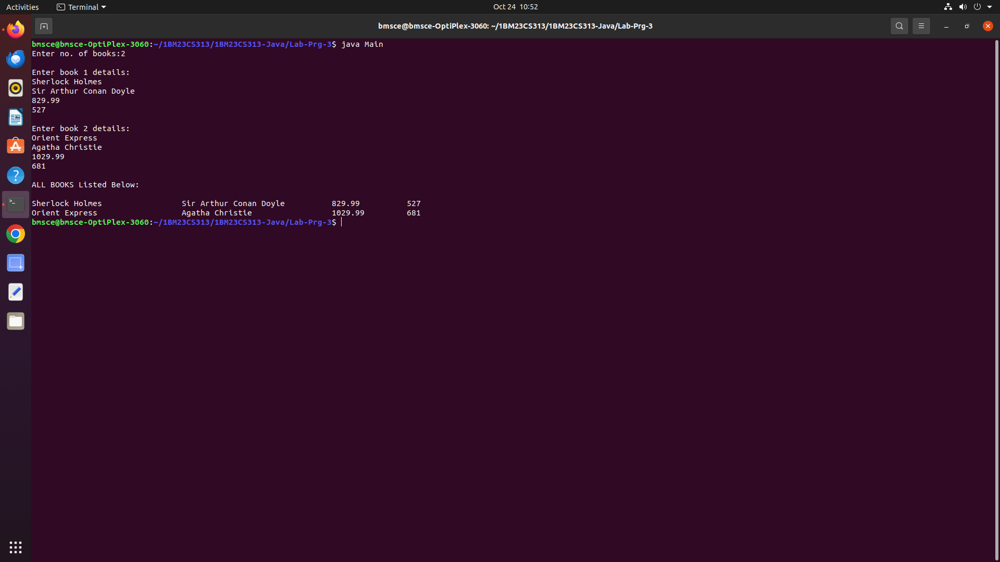 Activities Terminal Oct 24 10:52
bmsce@bmsce-OptiPlex-3060: ~/1BM23CS313/1BM23CS313-Java/Lab-Prg-3
bmsce@bmsce-OptiPlex-3060:~/1BM23CS313/1BM23CS313-Java/Lab-Prg-3$ java Main
Enter no. of books:2
Enter book 1 details:
Sherlock Holmes
Sir Arthur Conan Doyle
829.99
527
Enter book 2 details:
Orient Express
Agatha Christie
1029.99
681
ALL BOOKS Listed Below:
Sherlock Holmes Sir Arthur Conan Doyle 829.99 527
Orient Express Agatha Christie 1029.99 681
bmsce@bmsce-OptiPlex-3060:~/1BM23CS313/1BM23CS313-Java/Lab-Prg-3$